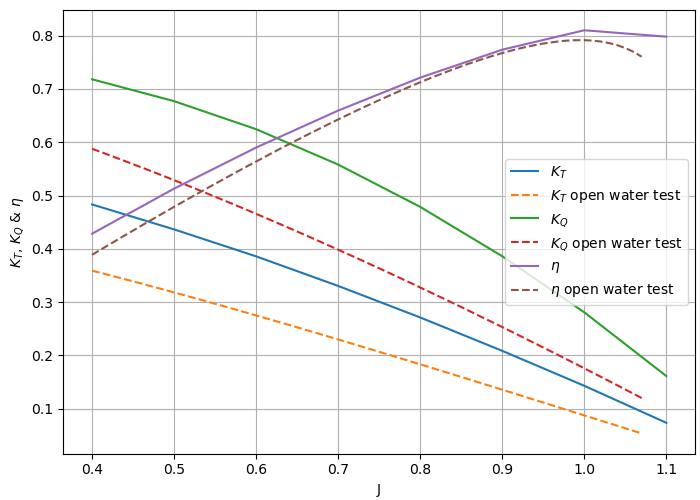 0.8
0.7
0.6
0.5
0.4
0.3
0.2
0.1
K_T, K_Q & η
K_T
K_T open water test
K_Q
K_Q open water test
η
η open water test
0.4 0.5 0.6 0.7 0.8 0.9 1.0 1.1
J